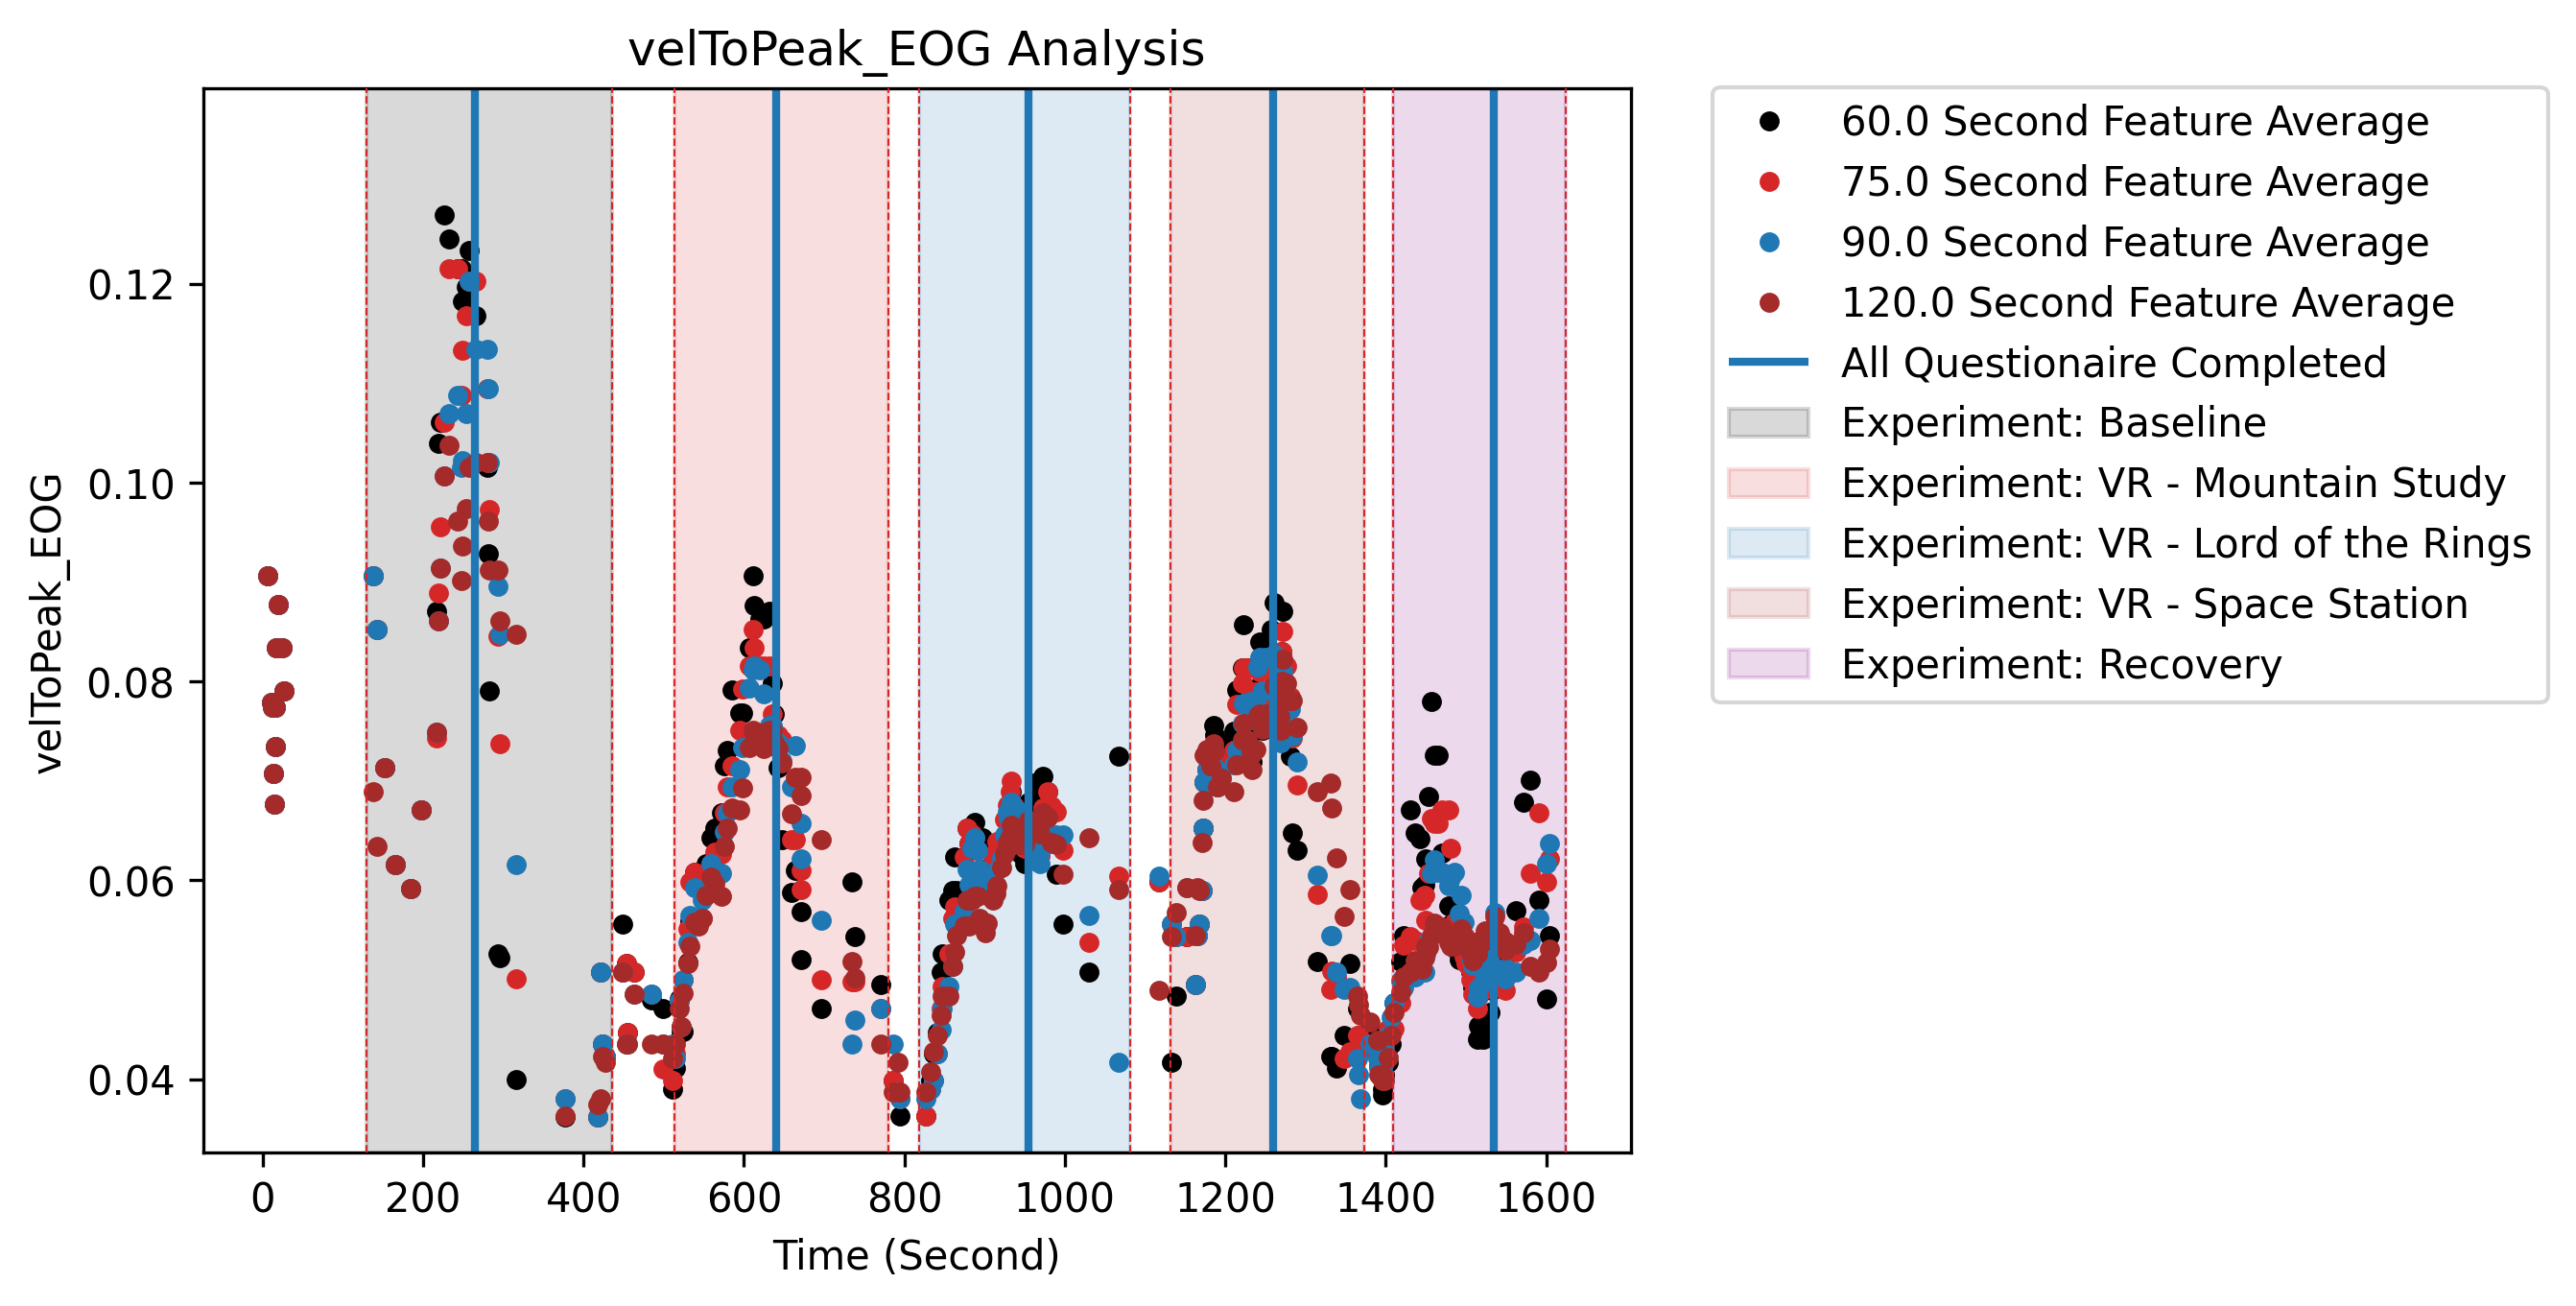 velToPeak_EOG Analysis
velToPeak_EOG
0.12
0.10
0.08
0.06
0.04
0
200
400
600
800
1000
1200
1400
1600
Time (Second)
60.0 Second Feature Average
75.0 Second Feature Average
90.0 Second Feature Average
120.0 Second Feature Average
All Questionaire Completed
Experiment: Baseline
Experiment: VR - Mountain Study
Experiment: VR - Lord of the Rings
Experiment: VR - Space Station
Experiment: Recovery